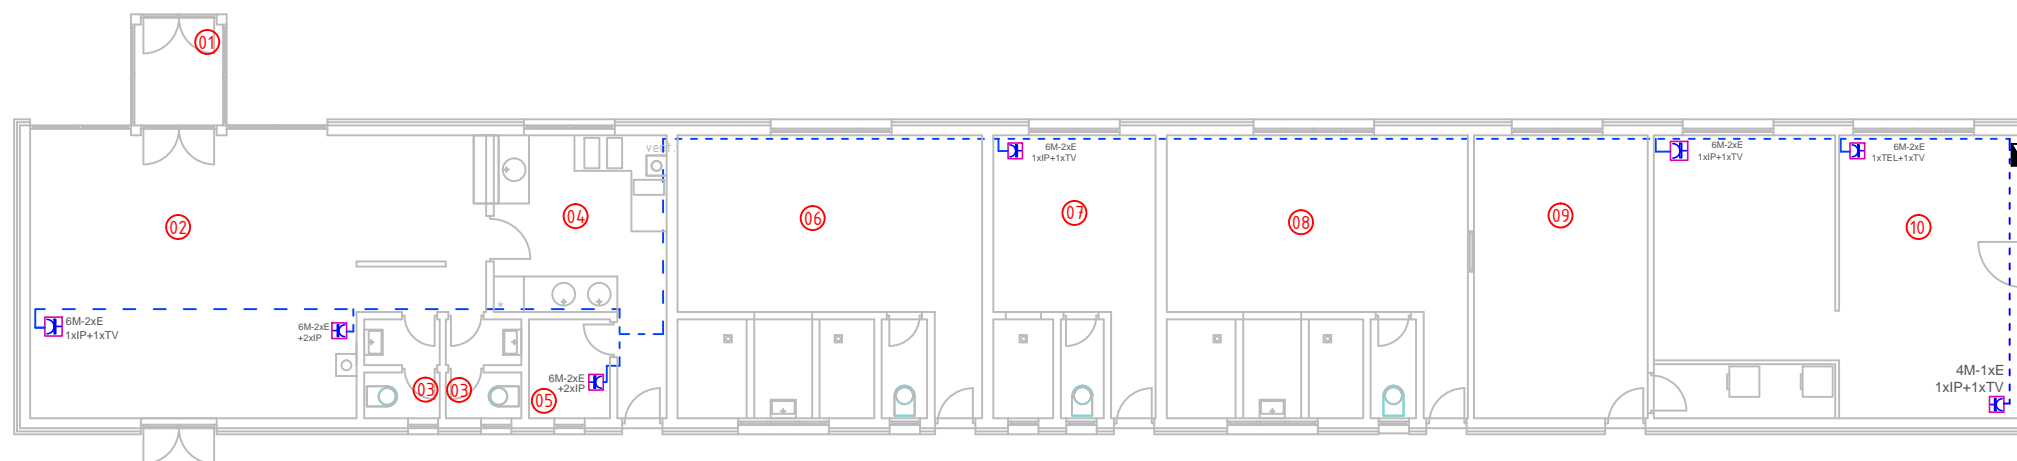 01
vent.
6M-2xE
1xIP+1xTV
6M-2xE
1xIP+1xTV
6M-2xE
1xTEL+1xTV
02
04
06
07
08
09
10
*
6M-2xE
1xIP+1xTV
6M-2xE
+2xIP
6M-2xE
+2xIP
03
03
05
4M-1xE
1xIP+1xTV